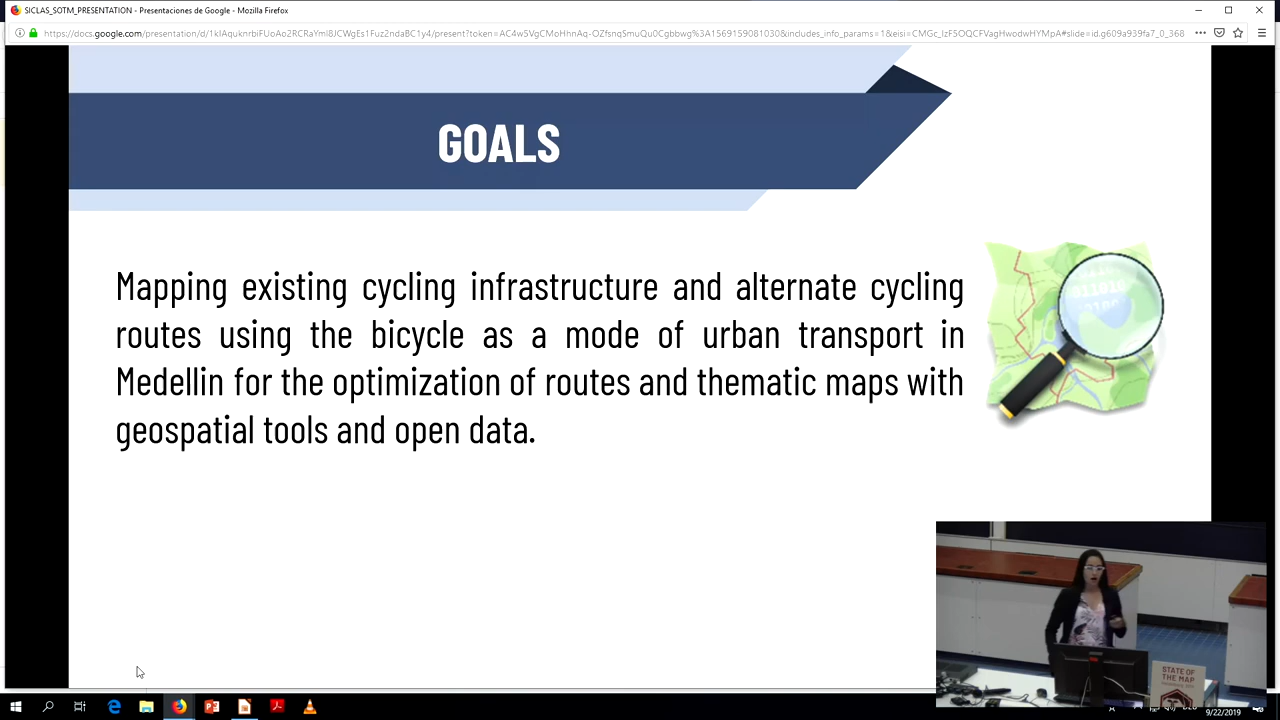 SICLAS_SOTM_PRESENTATION - Presentaciones de Google - Mozilla Firefox
GOALS
Mapping existing cycling infrastructure and alternate cycling
routes using the bicycle as a mode of urban transport in
Medellin for the optimization of routes and thematic maps with
geospatial tools and open data.
STATE OF
THE MAP
9/22/2019